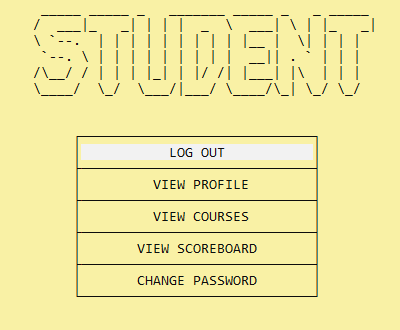 STUDENT
LOG OUT
VIEW PROFILE
VIEW COURSES
VIEW SCOREBOARD
CHANGE PASSWORD